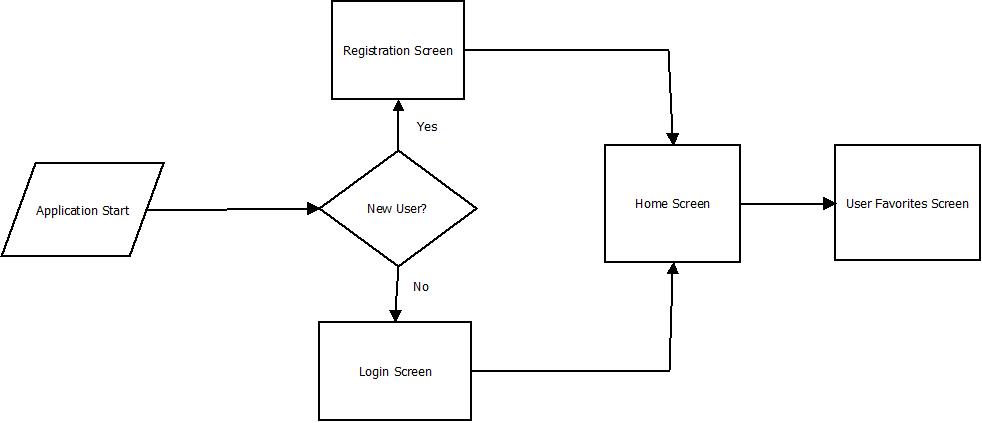 Registration Screen
Yes
Application Start
New User?
Home Screen
User Favorites Screen
No
Login Screen